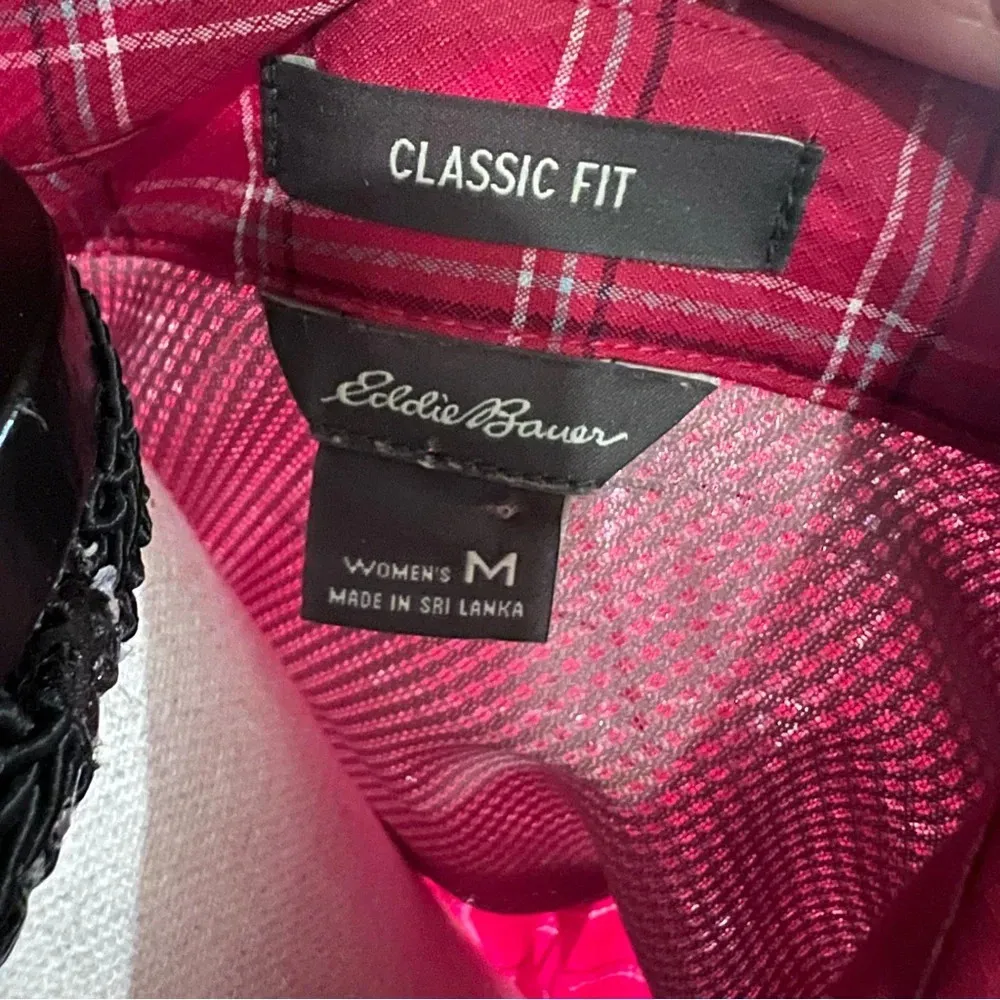 CLASSIC FIT
Eddie Bauer
WOMEN'S M
MADE IN SRI LANKA